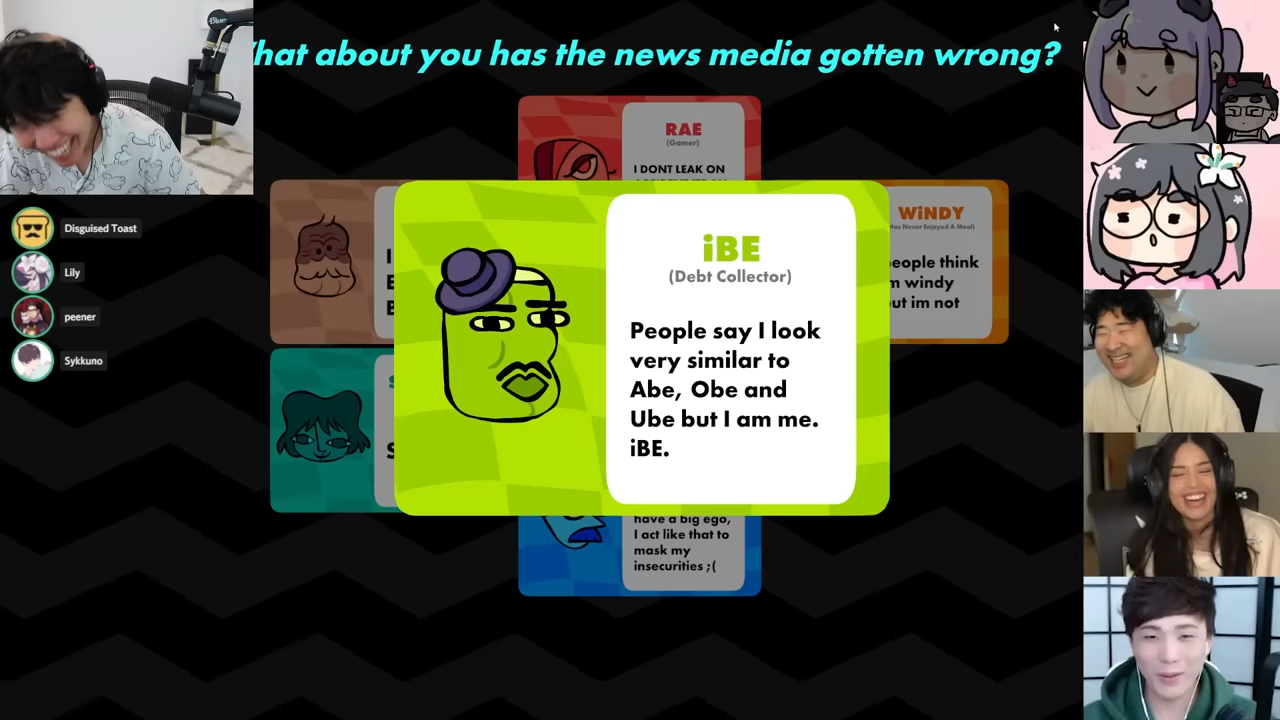 hat about you has the news media gotten wrong?
RAE
(Gamer)
I DONT LEAK ON
WiNDY
Has Never Enjoyed A Meal)
people think
m windy
ut im not
iBE
(Debt Collector)
People say I look
very similar to
Abe, Obe and
Ube but I am me.
iBE.
have a big ego,
I act like that to
mask my
insecurities ;(
Disguised Toast
Lily
peener
Sykkuno
Blue